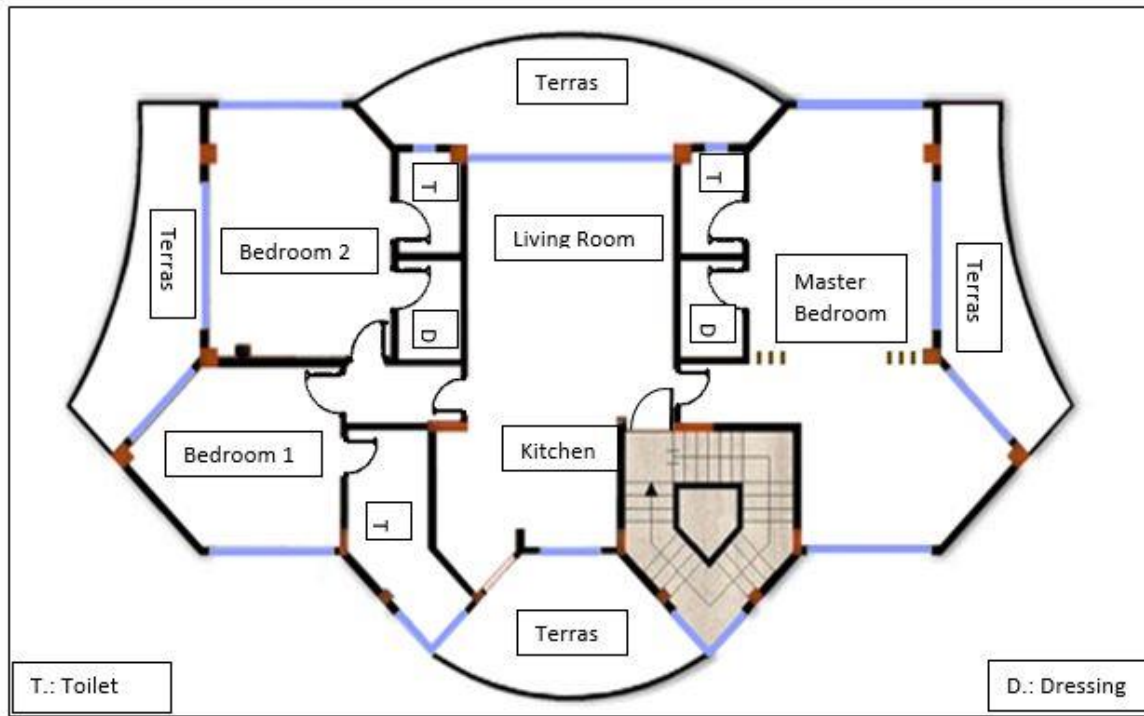 Terras
T
T
Terras
Bedroom 2
Living Room
Master
Bedroom
Terras
D
D
Bedroom 1
Kitchen
T
Terras
T.: Toilet
D.: Dressing